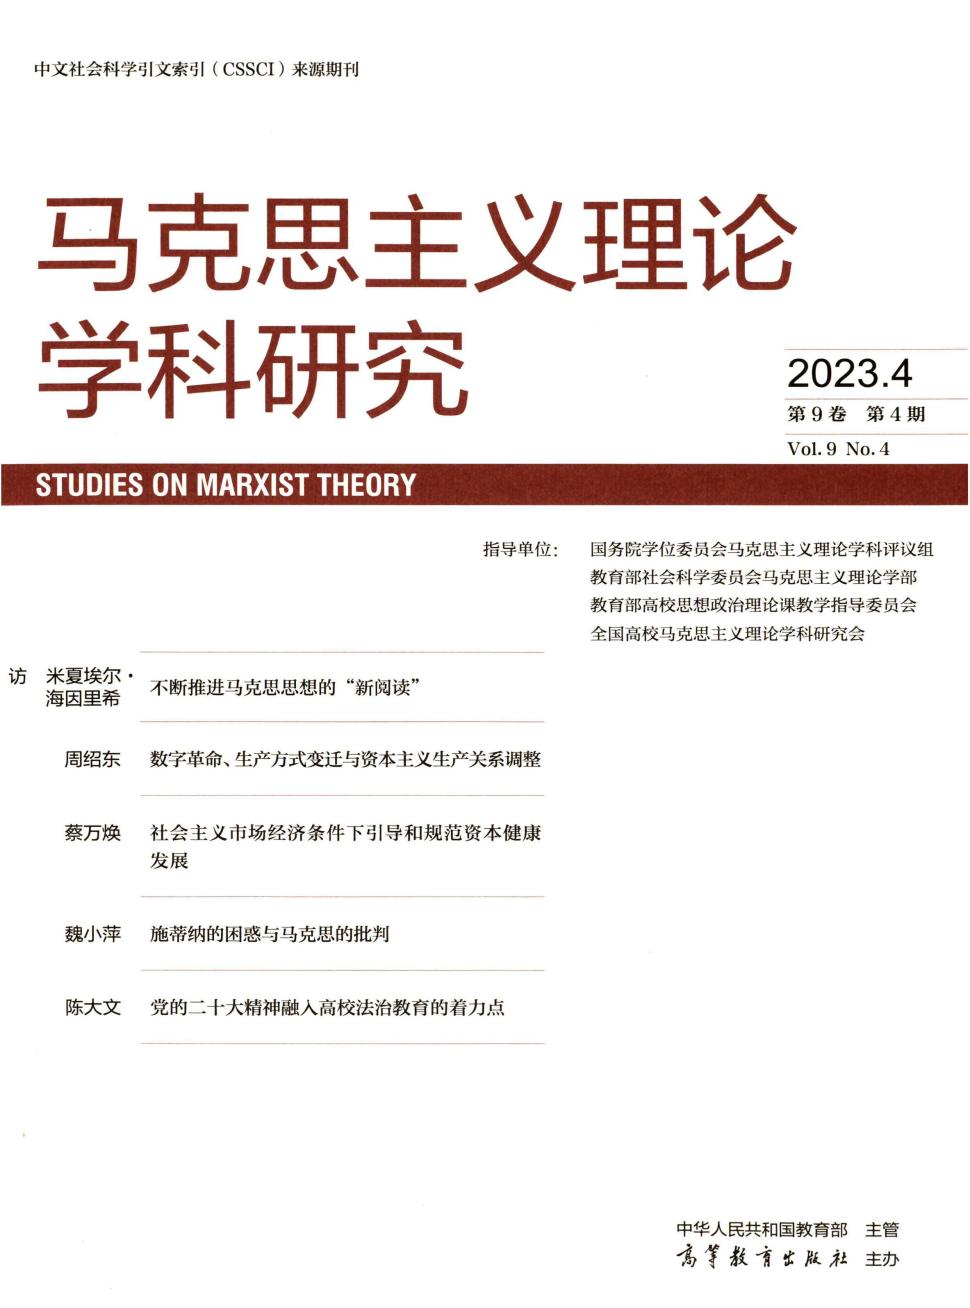 中文社会科学引文索引（CSSCI）来源期刊
马克思主义理论
学科研究
2023.4
第9卷 第4期
Vol.9 No.4
STUDIES ON MARXIST THEORY
指导单位： 国务院学位委员会马克思主义理论学科评议组
教育部社会科学委员会马克思主义理论学部
教育部高校思想政治理论课教学指导委员会
全国高校马克思主义理论学科研究会
访 米夏埃尔·
海因里希 不断推进马克思思想的“新阅读”
周绍东 数字革命、生产方式变迁与资本主义生产关系调整
蔡万焕 社会主义市场经济条件下引导和规范资本健康
发展
魏小萍 施蒂纳的困惑与马克思的批判
陈大文 党的二十大精神融入高校法治教育的着力点
中华人民共和国教育部 主管
高等教育出版社 主办